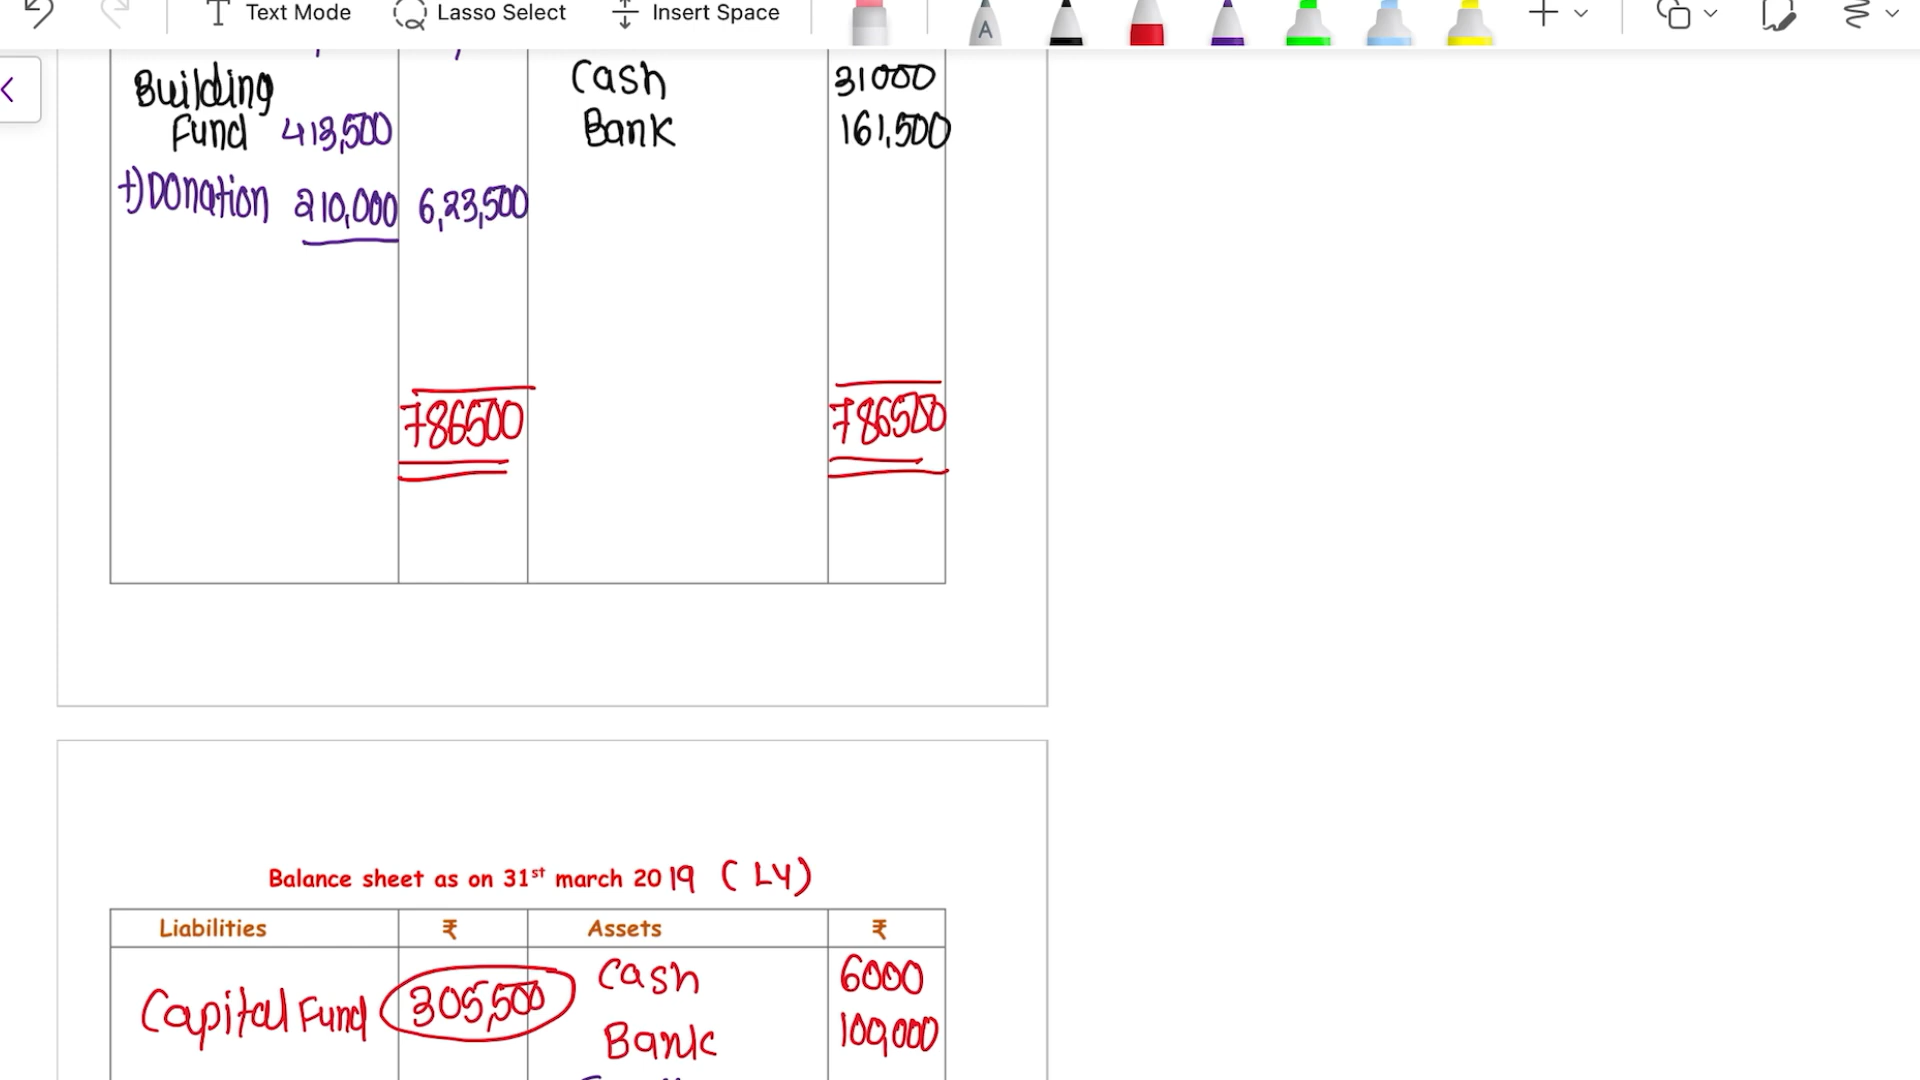 Text Mode Lasso Select Insert Space
A
Building
Fund 413,500
+)Donation 210,000 6,23,500
Cash 31000
Bank 161,500
786500 786500
Balance sheet as on 31st march 2019 (LY)
Liabilities ₹ Assets ₹
Capital Fund 305,500
Cash 6000
Bank 100,000